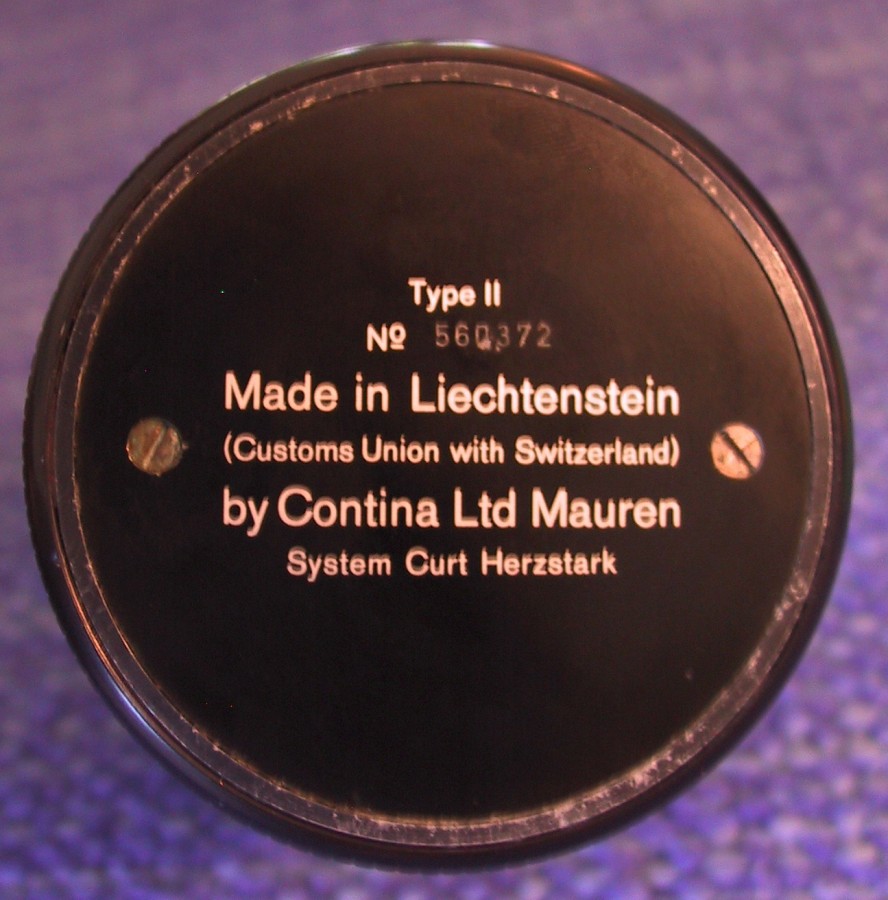 Type II
Nº 560372
Made in Liechtenstein
(Customs Union with Switzerland)
by Contina Ltd Mauren
System Curt Herzstark